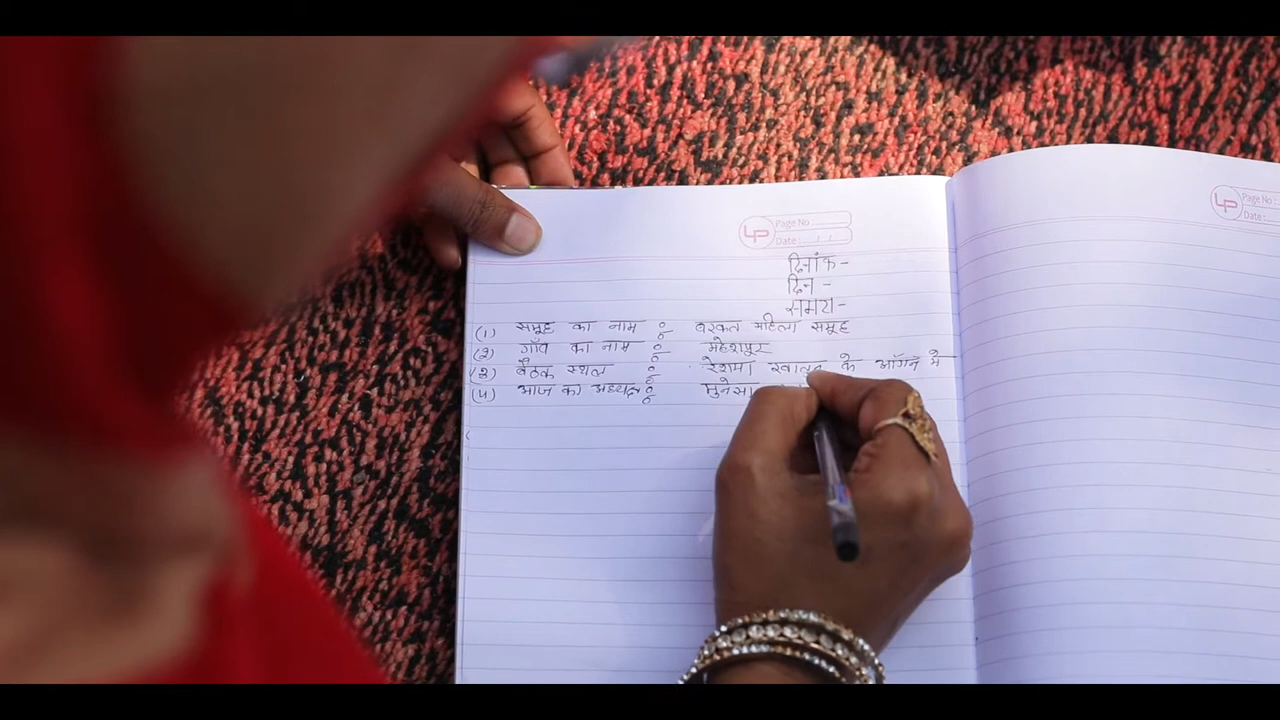 Page No :
Date :
दिनांक -
दिन -
समय -
(1) समूह का नाम : बरकत महिला समूह
(2) गाँव का नाम : महेशपुर
(3) बैठक स्थल : रेशमा खातून के आँगन मे
(4) आज का अध्यक्ष : मुनेसा
Page No :
Date :